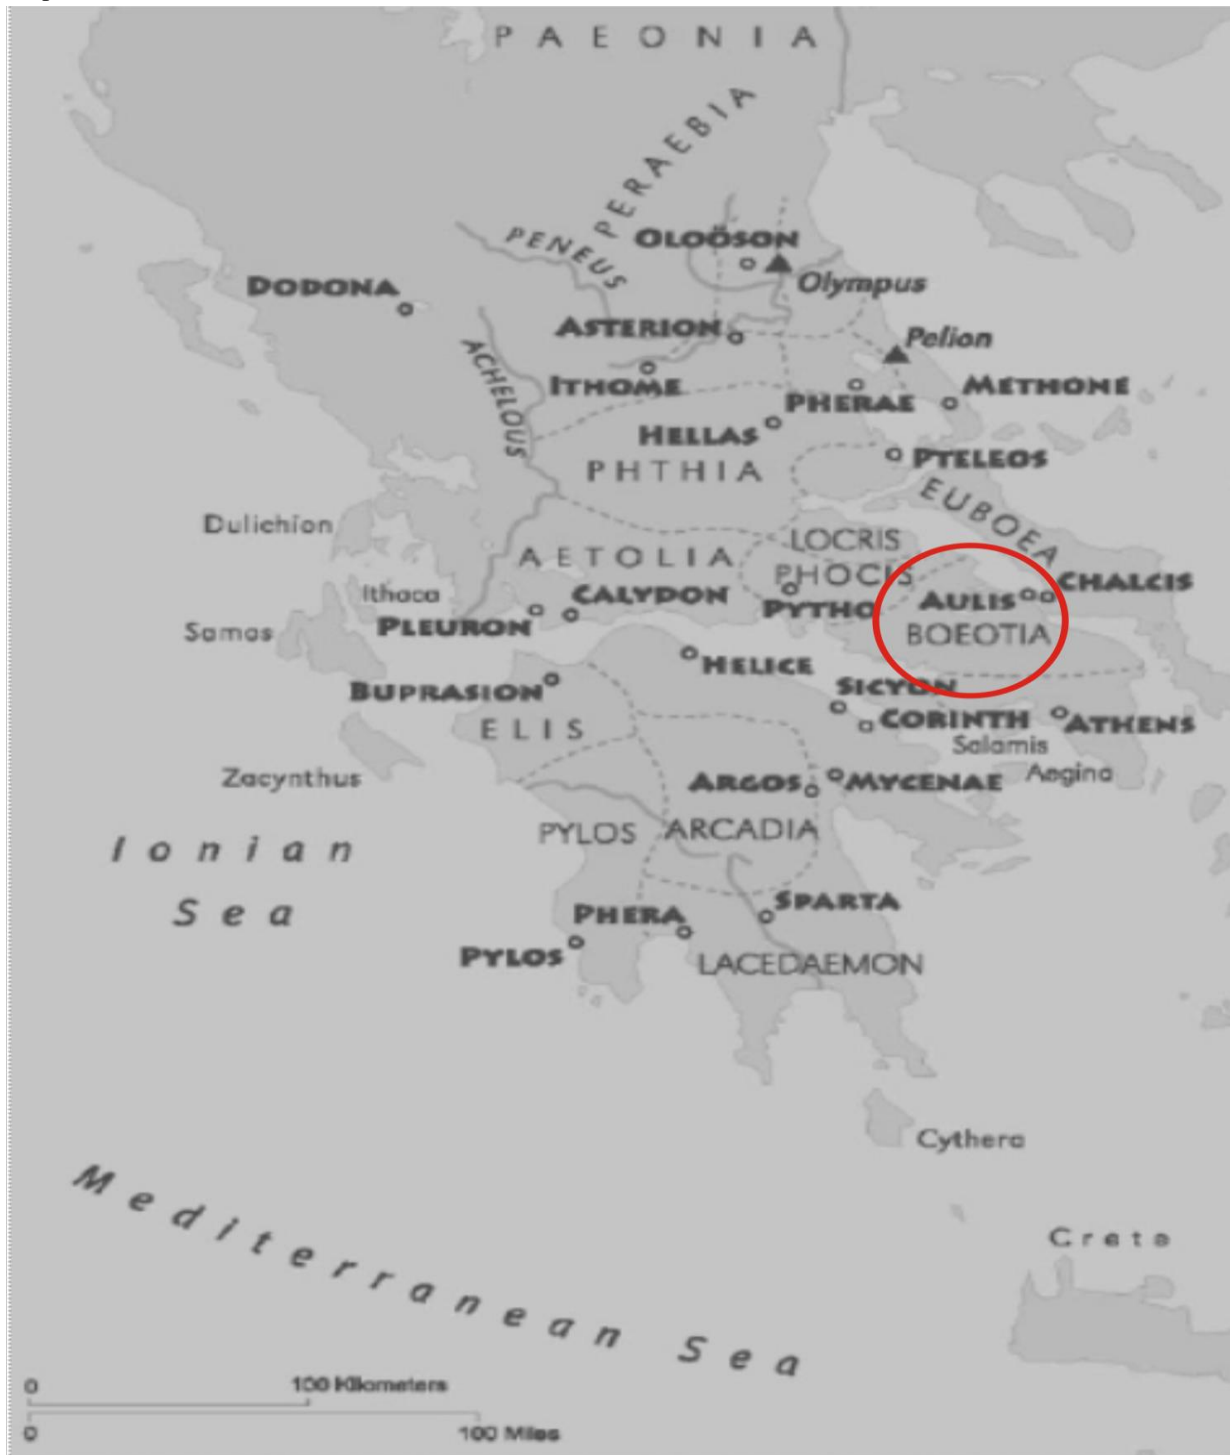 PAEONIA
PERAEBIA
PENEUS
OLOÖSON
Olympus
DODONA
ASTERION
Pelion
ACHELOUS
ITHOME
METHONE
PHERAE
HELLAS
PTELEOS
PHTHIA
EUBOEA
Dulichion
LOCRIS
AETOLIA
PHOCIS
CHALCIS
Ithaca
CALYDON
PYTHO
AULIS
Samos
PLEURON
BOEOTIA
HELICE
BUPRASION
SICYON
ELIS
CORINTH
ATHENS
Salamis
Zacynthus
ARGOS
MYCENAE
Aegina
PYLOS
ARCADIA
Ionian
Sea
PHERA
SPARTA
PYLOS
LACEDAEMON
Cythera
Crete
Mediterranean Sea
0 100 Kilometers
0 100 Miles